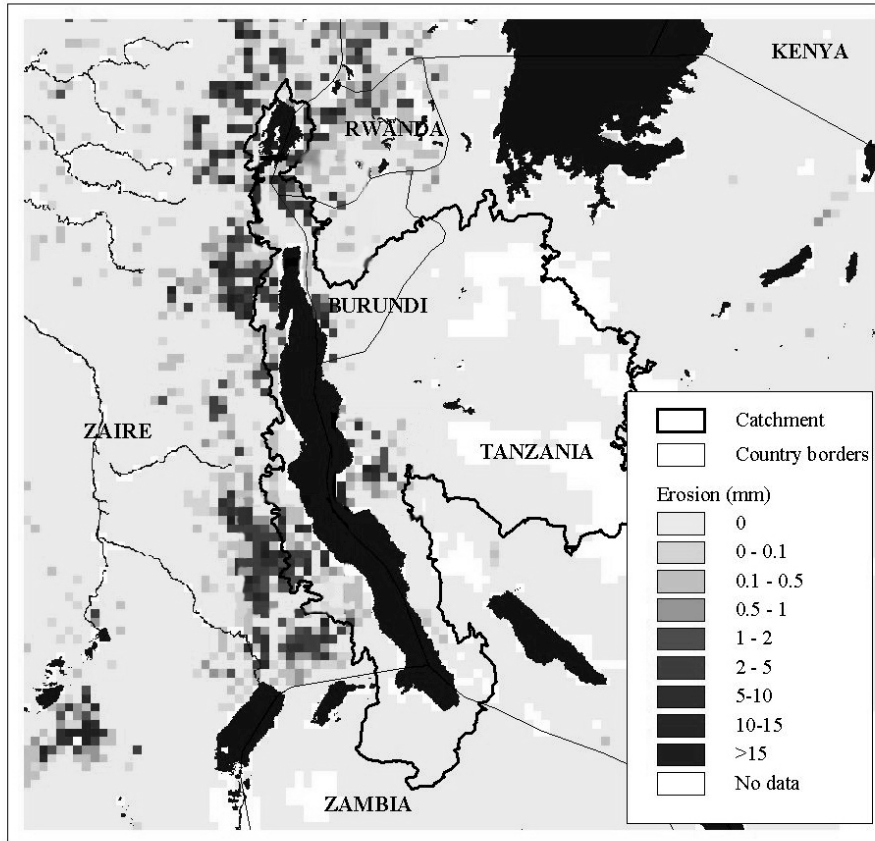 KENYA
RWANDA
BURUNDI
ZAIRE
TANZANIA
ZAMBIA
Catchment
Country borders
Erosion (mm)
0
0 - 0.1
0.1 - 0.5
0.5 - 1
1 - 2
2 - 5
5-10
10-15
>15
No data